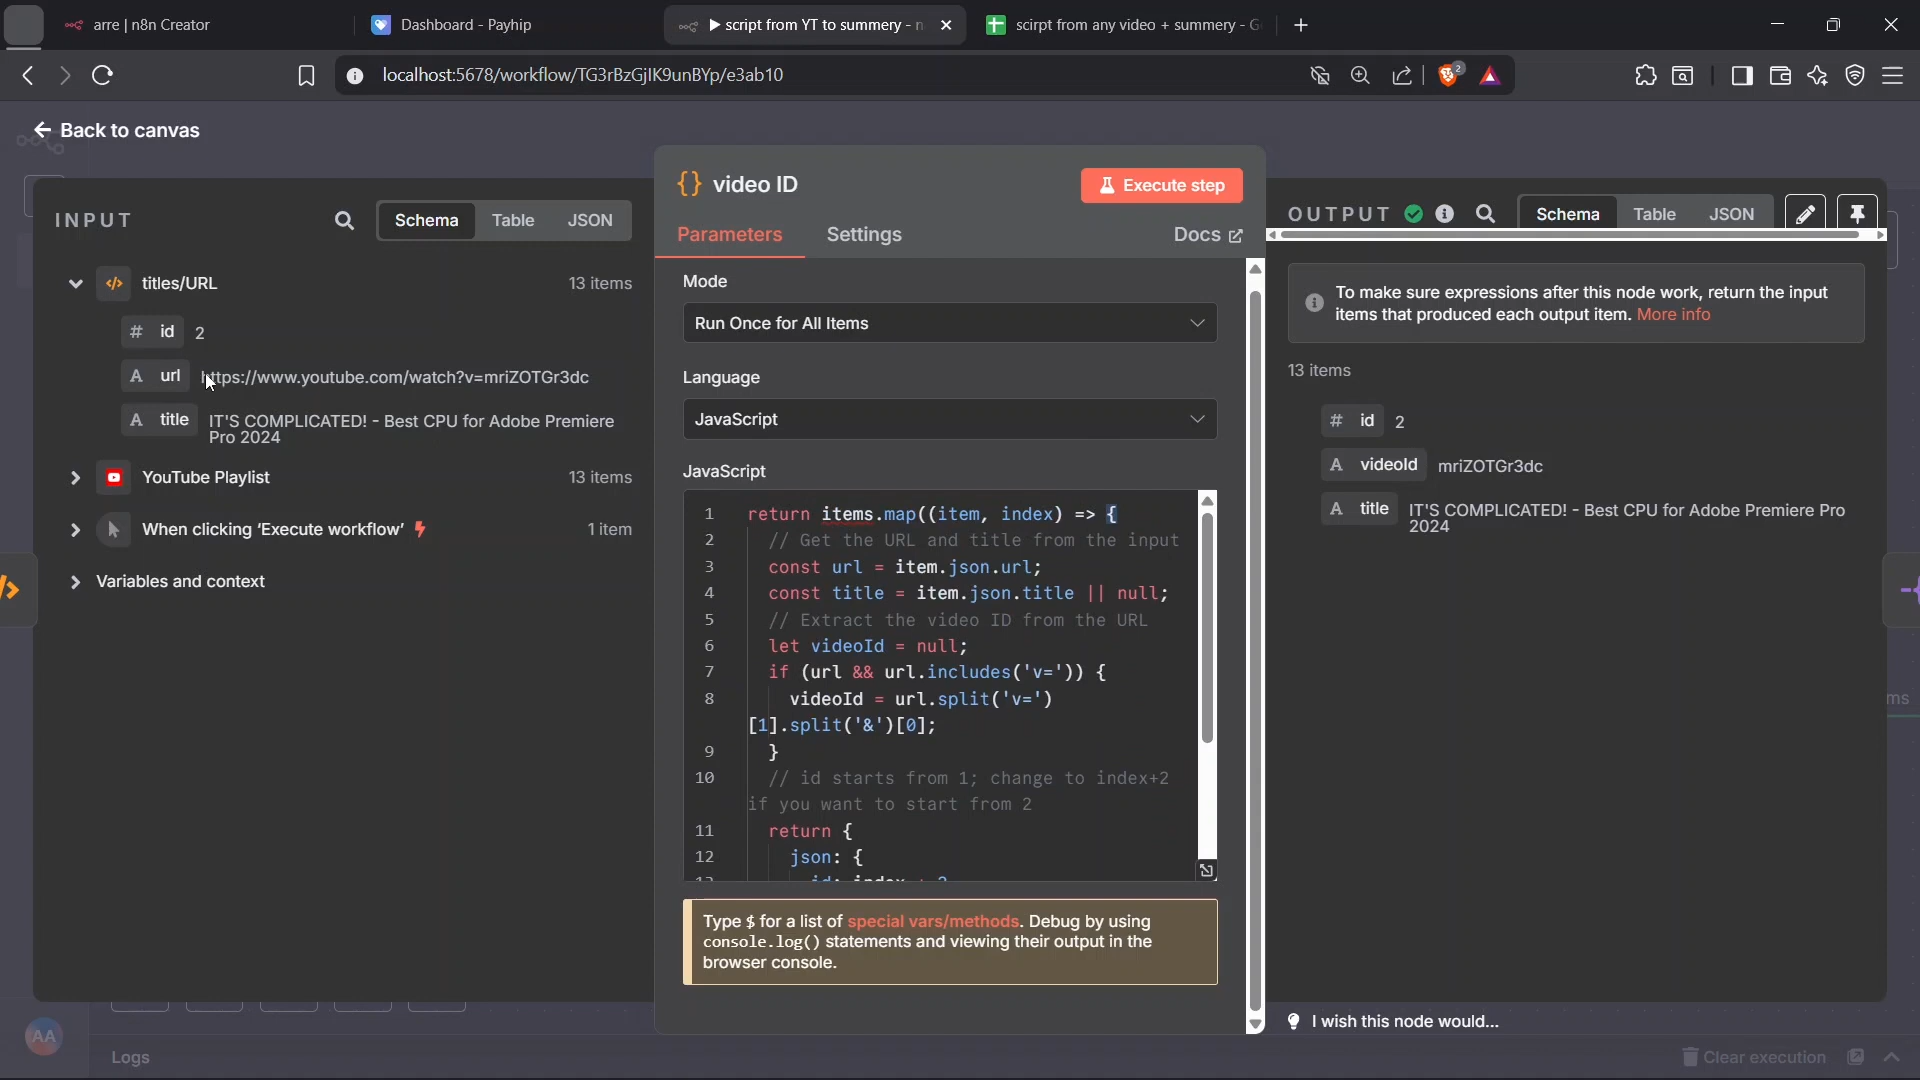 arre | n8n Creator
Dashboard - Payhip
script from YT to summery - n
scirpt from any video + summery - G
localhost:5678/workflow/TG3rBzGjlK9unBYp/e3ab10
2
Back to canvas
INPUT
Schema
Table
JSON
titles/URL
13 items
# id
2
A url
https://www.youtube.com/watch?v=mriZOTGr3dc
A title
IT'S COMPLICATED! - Best CPU for Adobe Premiere
Pro 2024
YouTube Playlist
13 items
When clicking 'Execute workflow'
1 item
Variables and context
video ID
Execute step
Parameters
Settings
Docs
Mode
Run Once for All Items
Language
JavaScript
JavaScript
1 return items.map((item, index) => {
2 // Get the URL and title from the input
3 const url = item.json.url;
4 const title = item.json.title || null;
5 // Extract the video ID from the URL
6 let videoId = null;
7 if (url && url.includes('v=')) {
8 videoId = url.split('v=')
[1].split('&')[0];
9 }
10 // id starts from 1; change to index+2
if you want to start from 2
11 return {
12 json: {
Type $ for a list of special vars/methods. Debug by using
console.log() statements and viewing their output in the
browser console.
OUTPUT
Schema
Table
JSON
To make sure expressions after this node work, return the input
items that produced each output item. More info
13 items
# id
2
A videoId
mriZOTGr3dc
A title
IT'S COMPLICATED! - Best CPU for Adobe Premiere Pro
2024
I wish this node would...
ms
AA
Logs
Clear execution